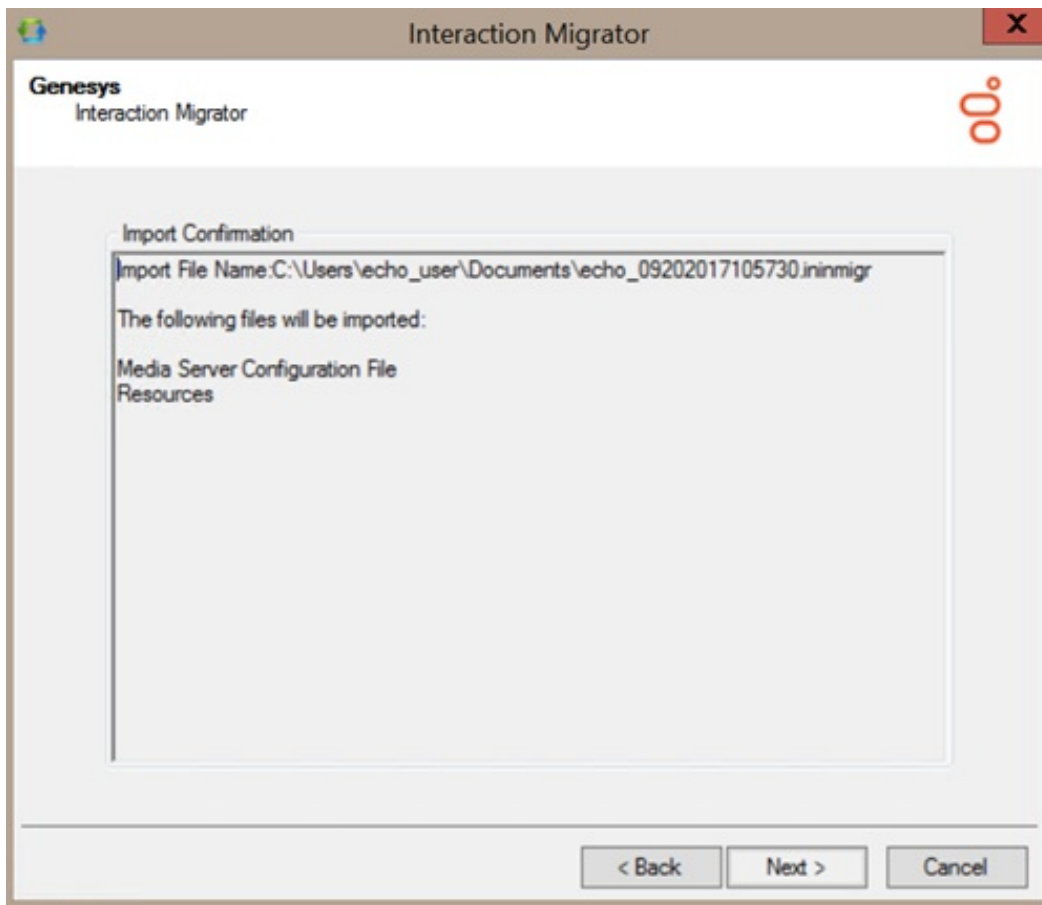 Interaction Migrator
X
Genesys
Interaction Migrator
Import Confirmation
Import File Name:C:\Users\echo_user\Documents\echo_09202017105730.ininmigr
The following files will be imported:
Media Server Configuration File
Resources
< Back
Next >
Cancel